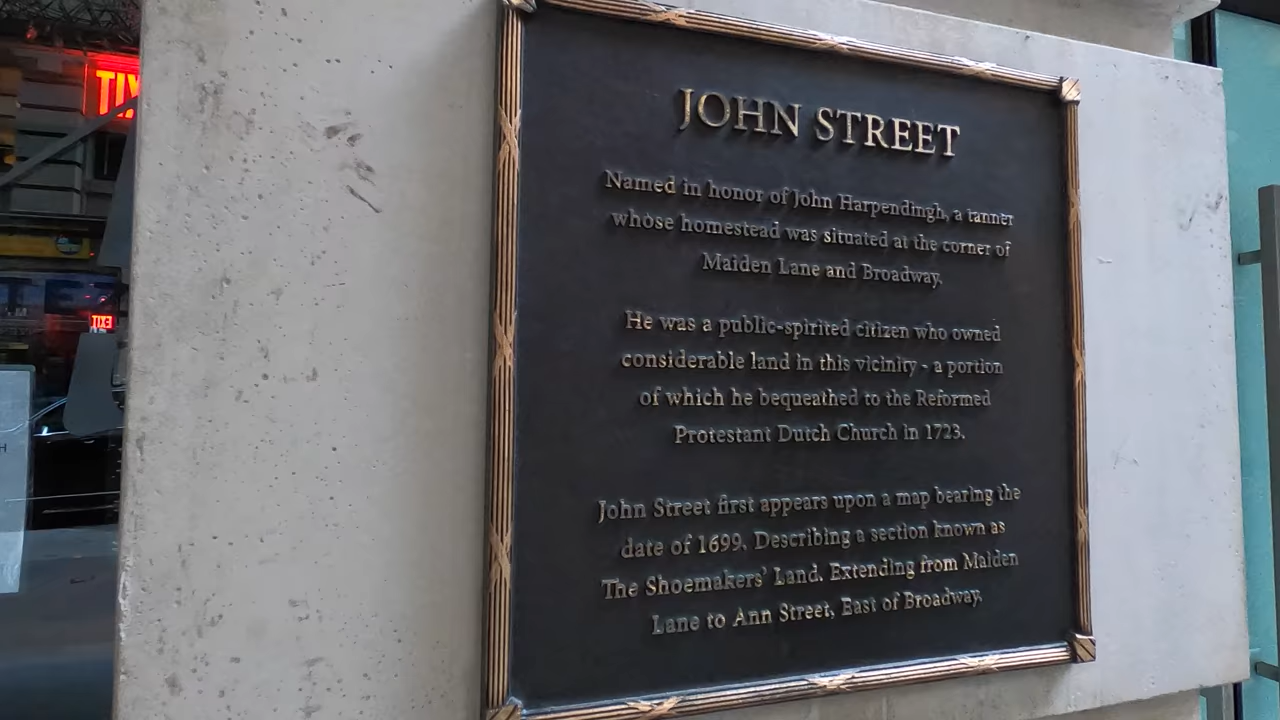 JOHN STREET
Named in honor of John Harpendingh, a tanner
whose homestead was situated at the corner of
Maiden Lane and Broadway.
He was a public-spirited citizen who owned
considerable land in this vicinity - a portion
of which he bequeathed to the Reformed
Protestant Dutch Church in 1723.
John Street first appears upon a map bearing the
date of 1699. Describing a section known as
The Shoemakers' Land. Extending from Maiden
Lane to Ann Street, East of Broadway.
EXIT